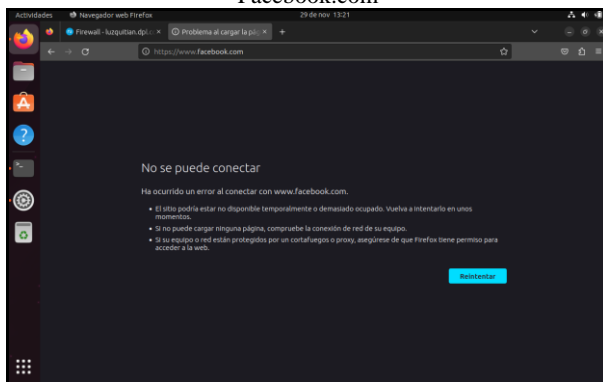 Facebook.com
Actividades Navegador web Firefox 29 de nov 13:21
Firewall - luzquitian.dpl.c × Problema al cargar la pág × +
https://www.facebook.com
No se puede conectar
Ha ocurrido un error al conectar con www.facebook.com.
• El sitio podría estar no disponible temporalmente o demasiado ocupado. Vuelva a intentarlo en unos
momentos.
• Si no puede cargar ninguna página, compruebe la conexión de red de su equipo.
• Si su equipo o red están protegidos por un cortafuegos o proxy, asegúrese de que Firefox tiene permiso para
acceder a la web.
Reintentar